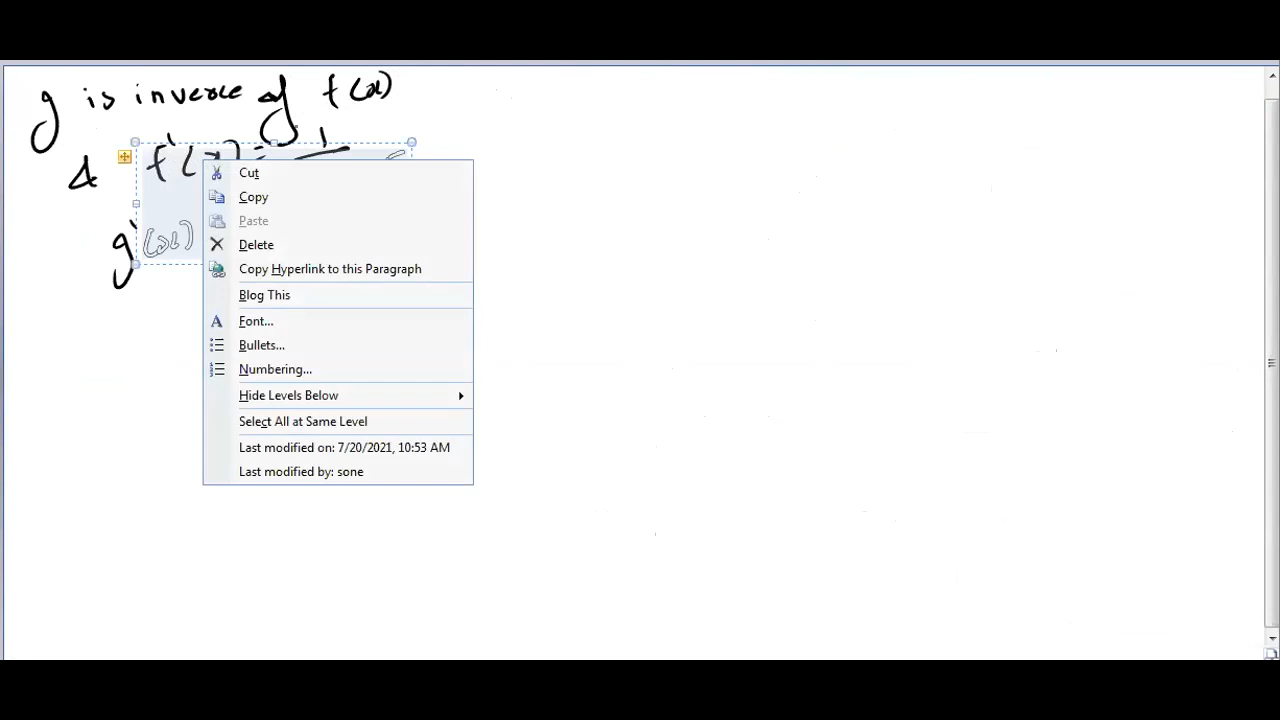 g is inverse of f(x)
& f'(x) = 1
g'(x)
Cut
Copy
Paste
Delete
Copy Hyperlink to this Paragraph
Blog This
Font...
Bullets...
Numbering...
Hide Levels Below
Select All at Same Level
Last modified on: 7/20/2021, 10:53 AM
Last modified by: sone